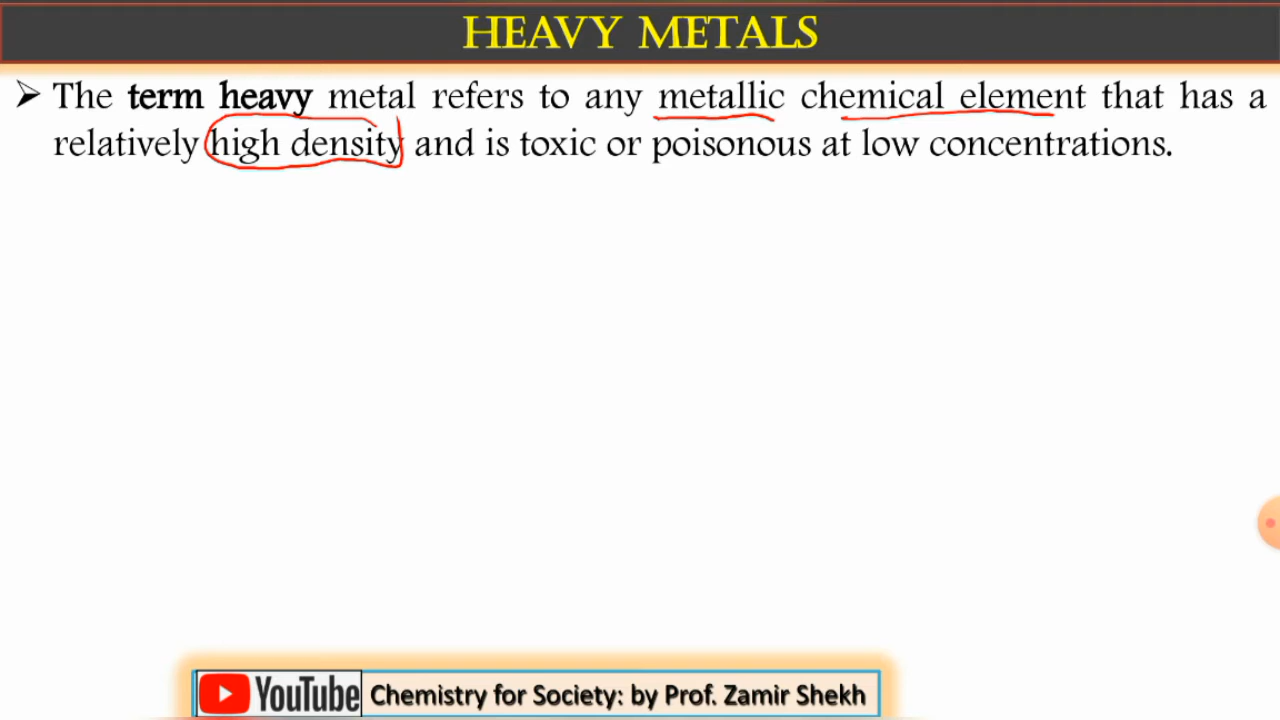 HEAVY METALS
➤ The term heavy metal refers to any metallic chemical element that has a
relatively high density and is toxic or poisonous at low concentrations.
YouTube Chemistry for Society: by Prof. Zamir Shekh